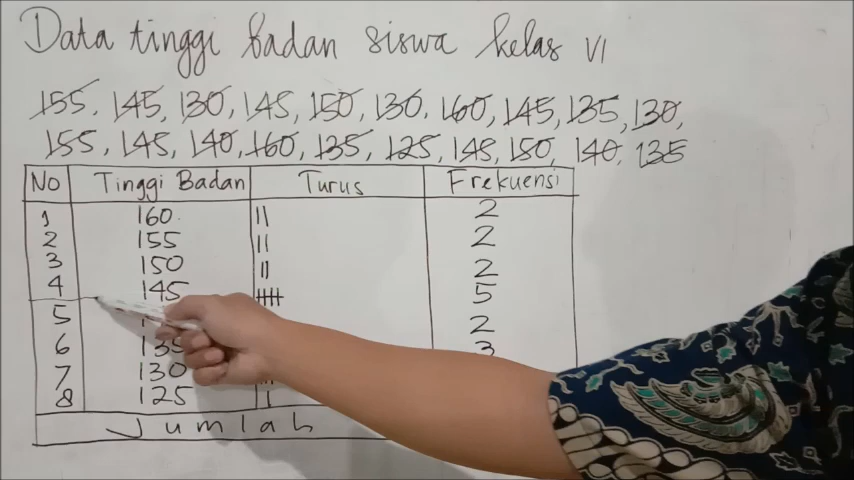 Data tinggi badan siswa kelas VI
155, 145, 130, 145, 150, 130, 160, 145, 135, 130,
155, 145, 140, 160, 135, 125, 145, 150, 140, 135
No Tinggi Badan Turus Frekuensi
1 160 || 2
2 155 || 2
3 150 || 2
4 145 5
5 2
6 135 3
7 130
8 125 |
Jumlah